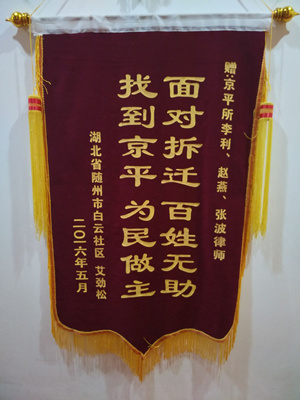 赠:京平所李利、赵燕、张波律师
面对拆迁 百姓无助
找到京平 为民做主
湖北省随州市白云社区 艾劲松
二〇一六年五月